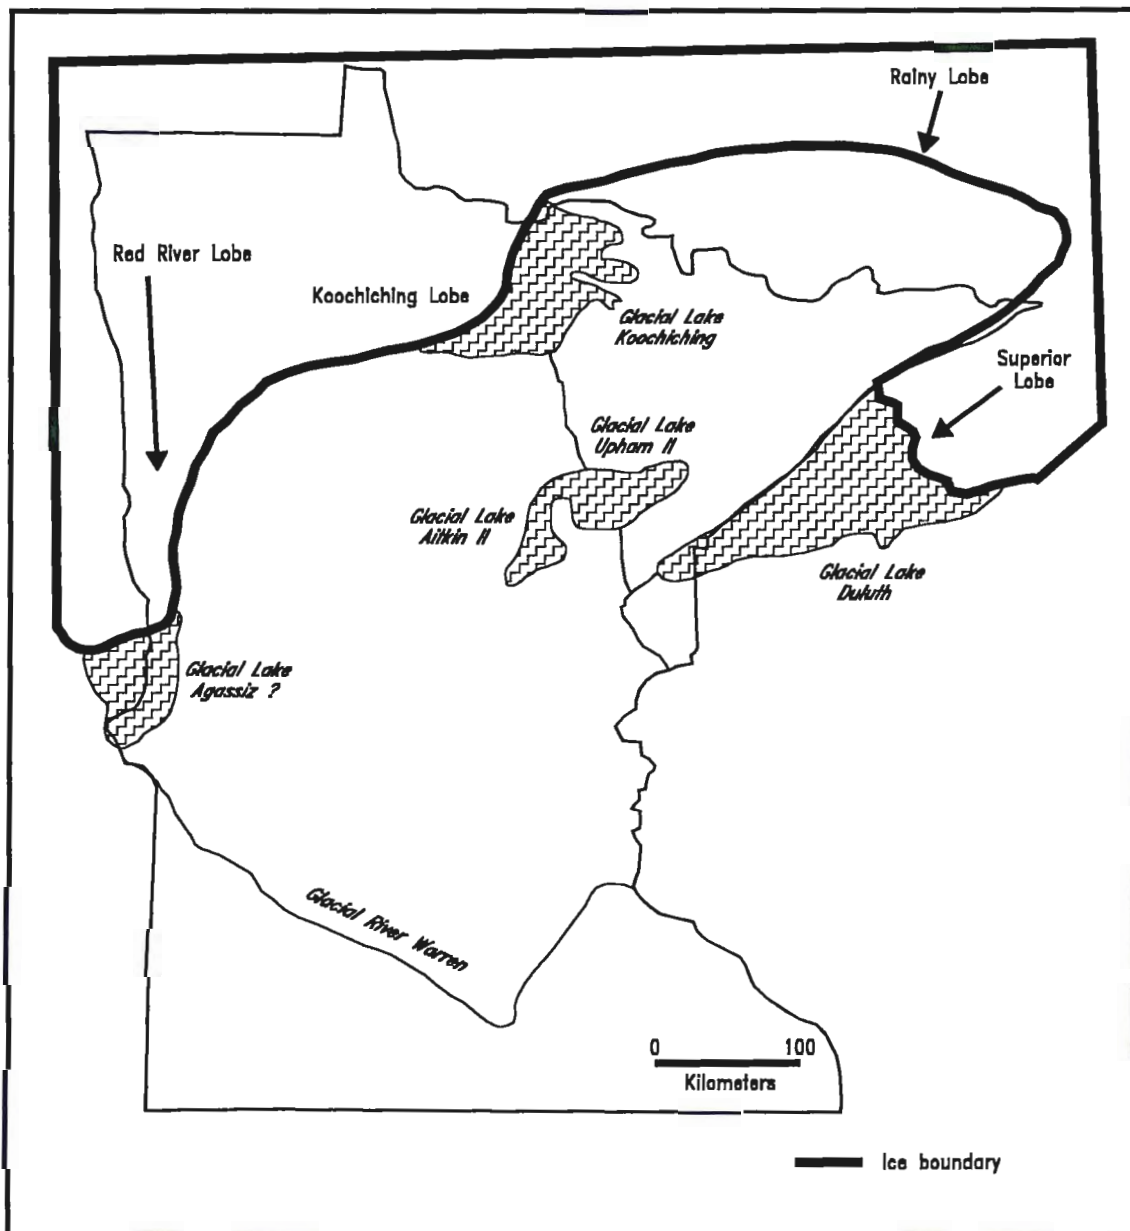 Rainy Lobe
Red River Lobe
Koochiching Lobe
Glacial Lake
Koochiching
Superior
Lobe
Glacial Lake
Upham II
Glacial Lake
Aitkin II
Glacial Lake
Duluth
Glacial Lake
Agassiz ?
Glacial River Warren
0 100
Kilometers
Ice boundary